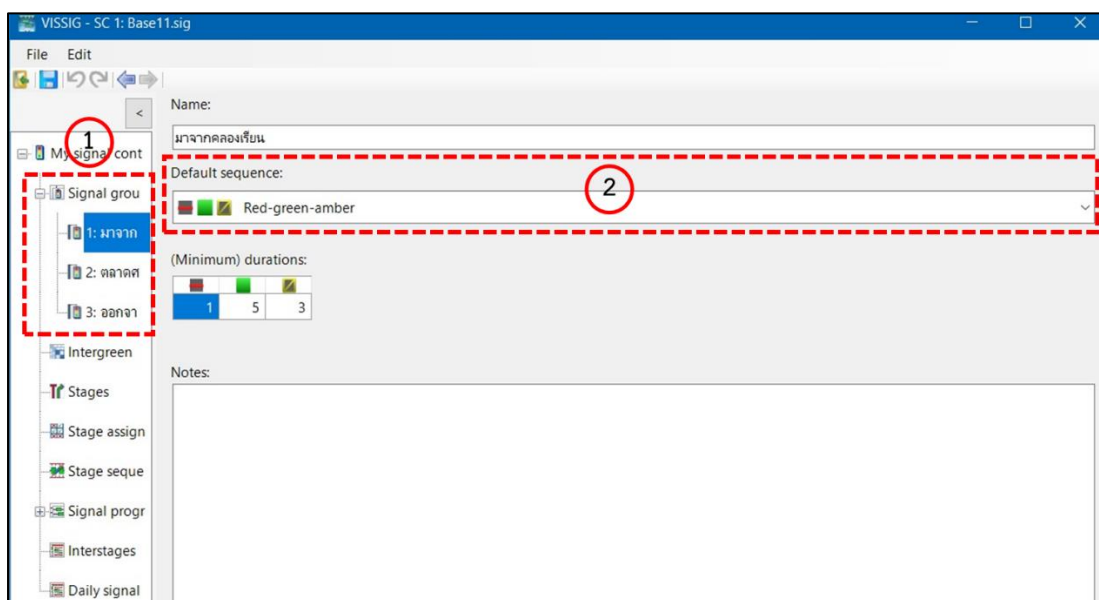 VISSIG - SC 1: Base11.sig
File Edit
<
Name:
1
มาจากคลองเรียน
My signal cont
Default sequence:
2
Signal grou
Red-green-amber
1: มาจาก
(Minimum) durations:
2: ตลาดศ
1 5 3
3: ออกจา
Intergreen
Notes:
Stages
Stage assign
Stage seque
Signal progr
Interstages
Daily signal